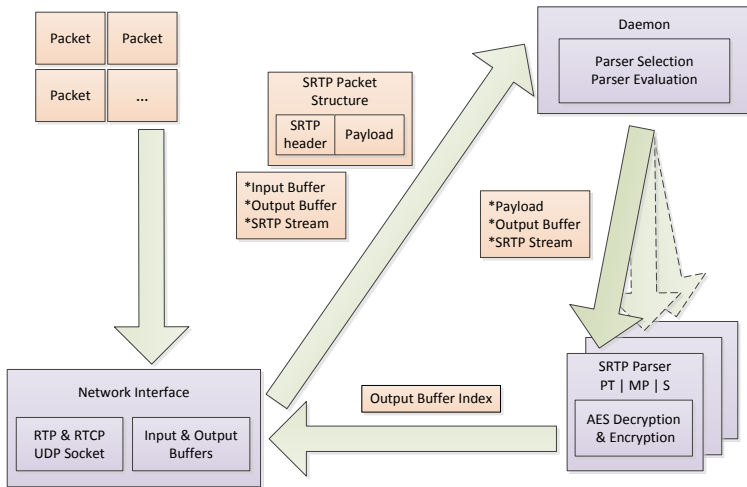 Packet
Packet
Packet
...
SRTP Packet
Structure
SRTP
header
Payload
*Input Buffer
*Output Buffer
*SRTP Stream
Daemon
Parser Selection
Parser Evaluation
*Payload
*Output Buffer
*SRTP Stream
Network Interface
RTP & RTCP
UDP Socket
Input & Output
Buffers
Output Buffer Index
SRTP Parser
PT | MP | S
AES Decryption
& Encryption